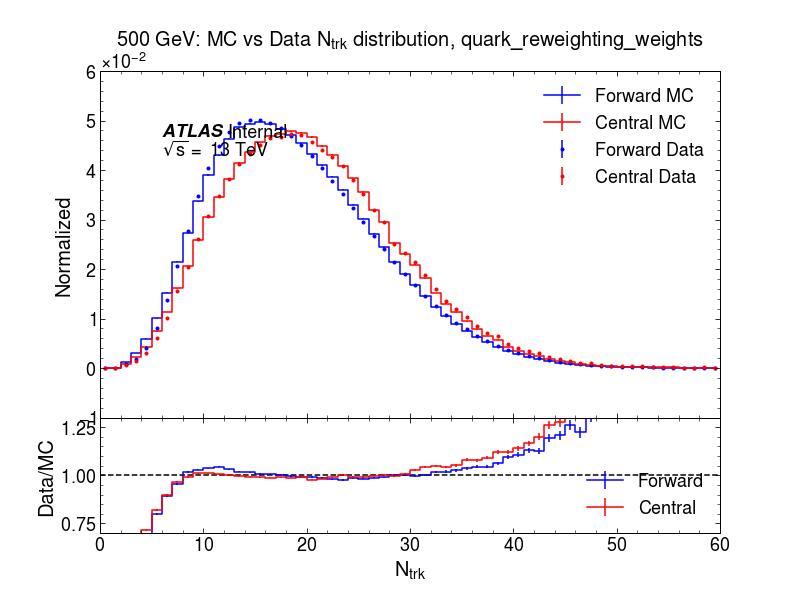 500 GeV: MC vs Data N_trk distribution, quark_reweighting_weights
×10⁻²
6
5
4
3
2
1
0
−1
Normalized
ATLAS Internal
√s = 13 TeV
Forward MC
Central MC
Forward Data
Central Data
1.25
1.00
0.75
Data/MC
Forward
Central
0 10 20 30 40 50 60
N_trk